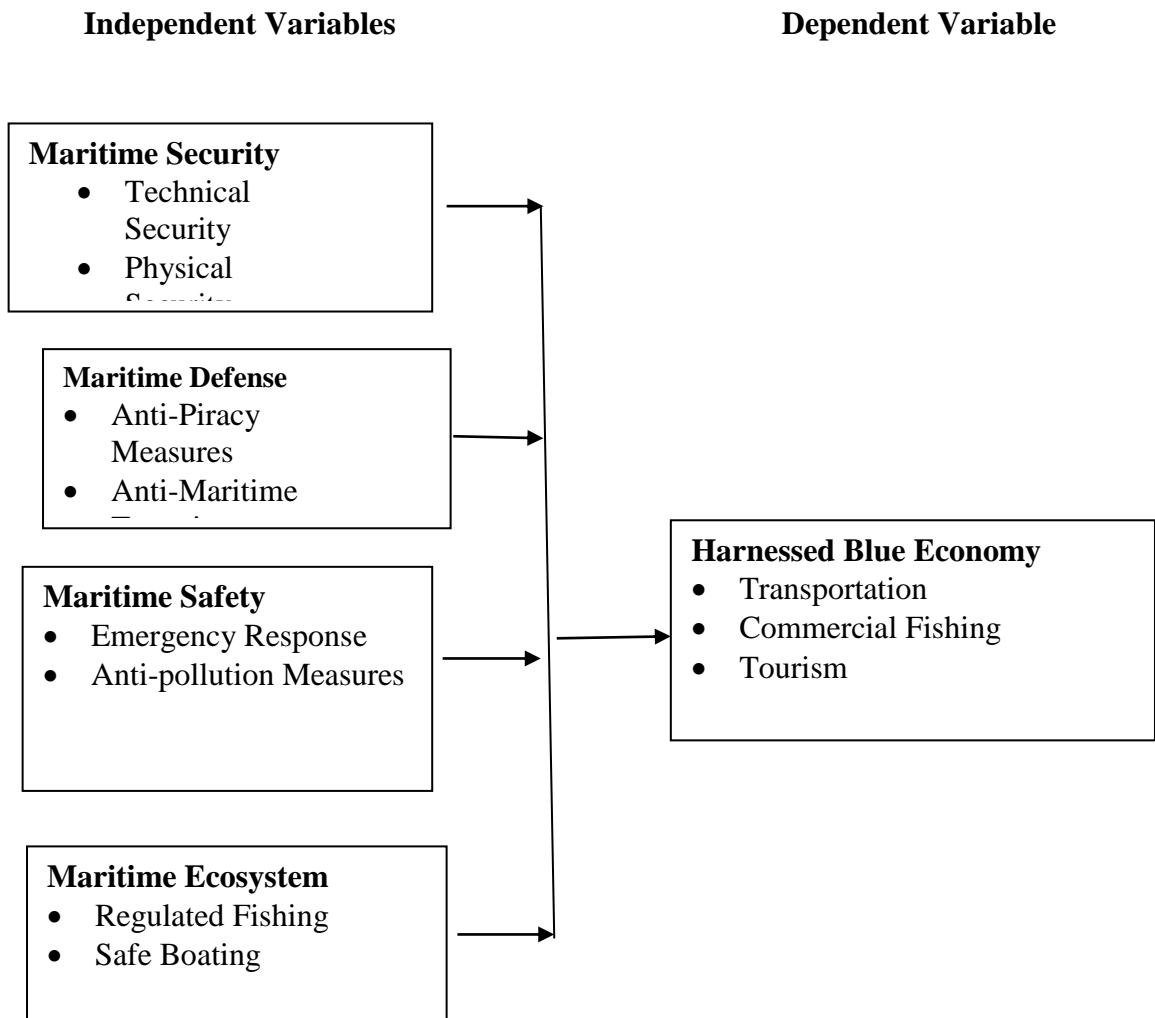 Independent Variables
Dependent Variable
Maritime Security
• Technical
Security
• Physical
Maritime Defense
• Anti-Piracy
Measures
• Anti-Maritime
Maritime Safety
• Emergency Response
• Anti-pollution Measures
Maritime Ecosystem
• Regulated Fishing
• Safe Boating
Harnessed Blue Economy
• Transportation
• Commercial Fishing
• Tourism